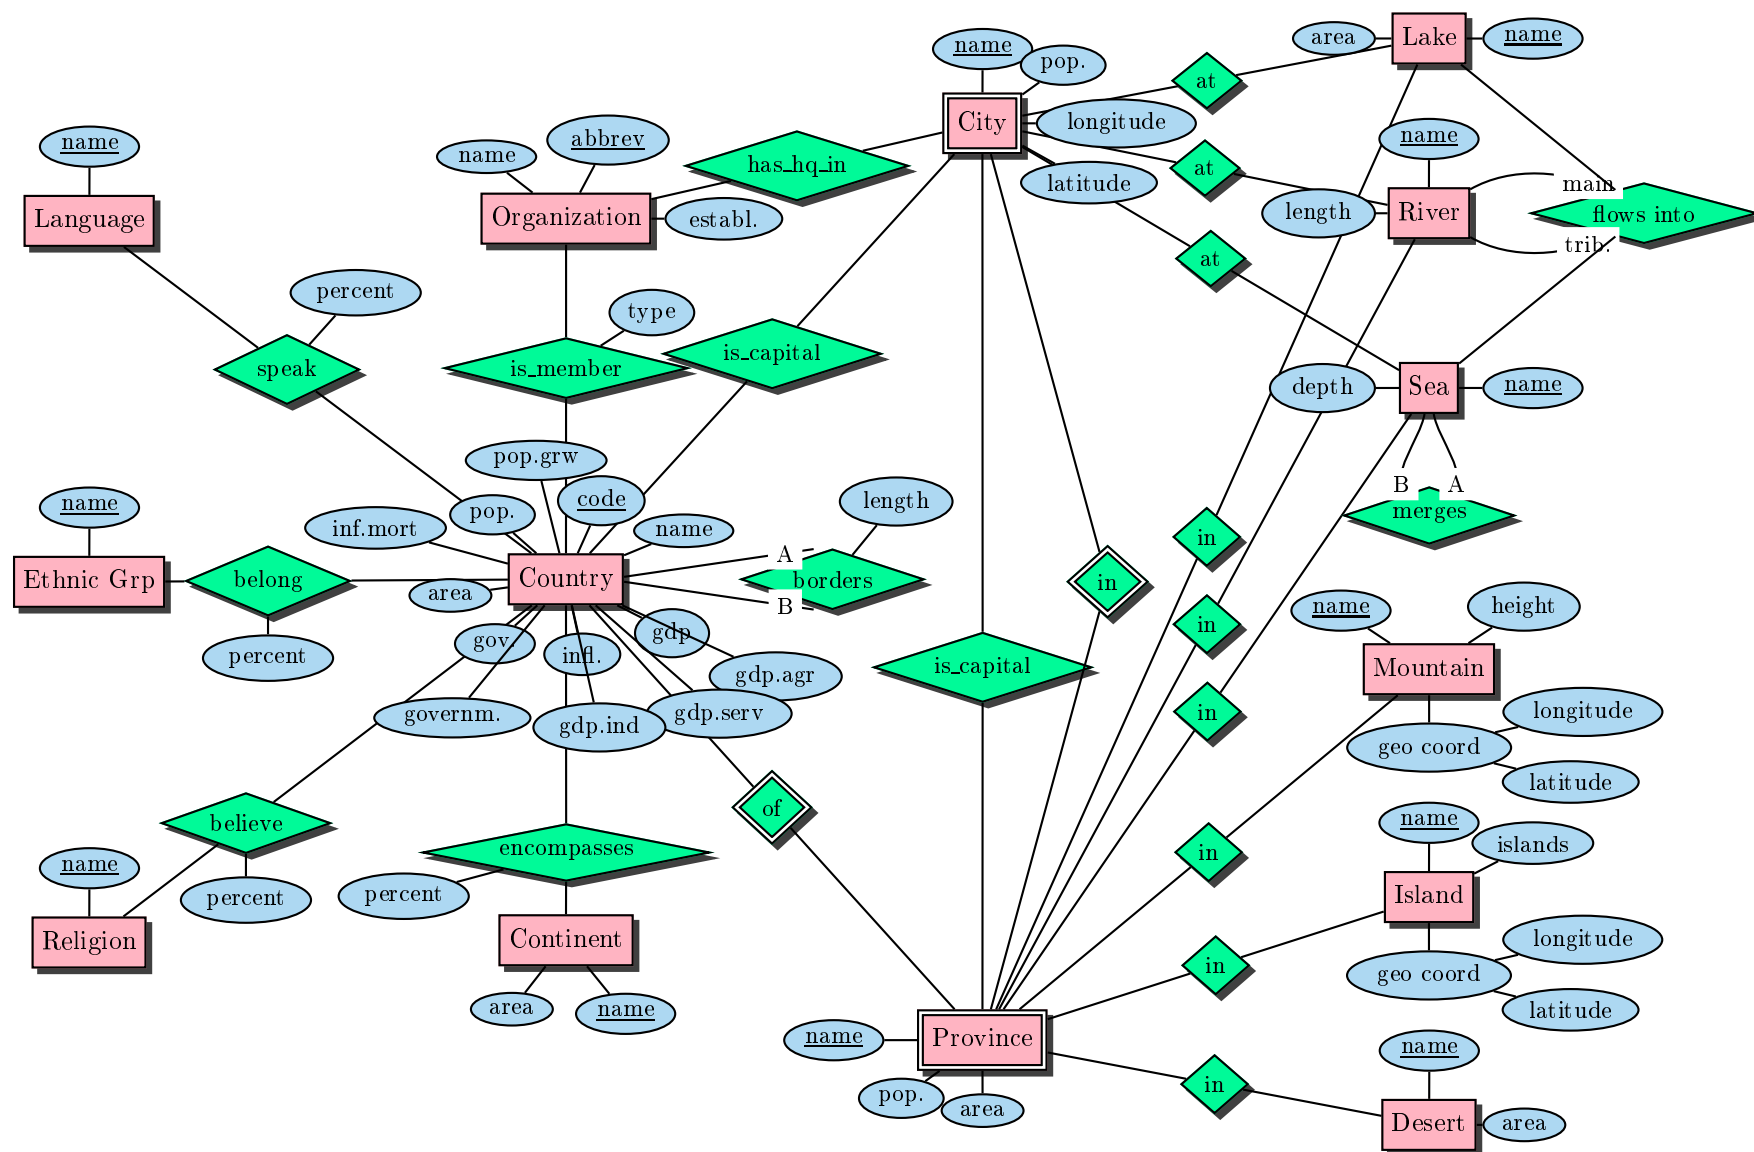 name
pop.
area
Lake
name
at
City
longitude
name
abbrev
name
has_hq_in
at
latitude
name
length
River
main
flows into
trib.
Language
Organization
establ.
at
percent
type
speak
is_member
is_capital
depth
Sea
name
B
A
merges
pop.grw
code
pop.
name
length
name
inf.mort
in
Ethnic Grp
belong
Country
area
A
borders
B
in
name
height
in
percent
gov.
infl.
gdp
gdp.agr
is_capital
Mountain
governm.
gdp.ind
gdp.serv
in
longitude
geo coord
latitude
of
believe
encompasses
in
name
islands
name
percent
percent
Island
Religion
Continent
in
longitude
geo coord
latitude
area
name
name
Province
name
pop.
area
in
Desert
area